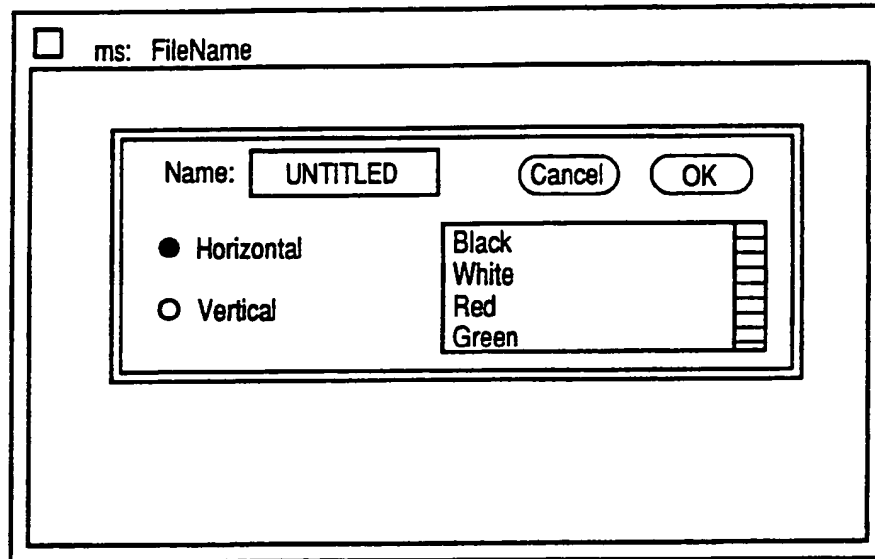 ms: FileName
Name: UNTITLED Cancel OK
Horizontal
Vertical
Black
White
Red
Green